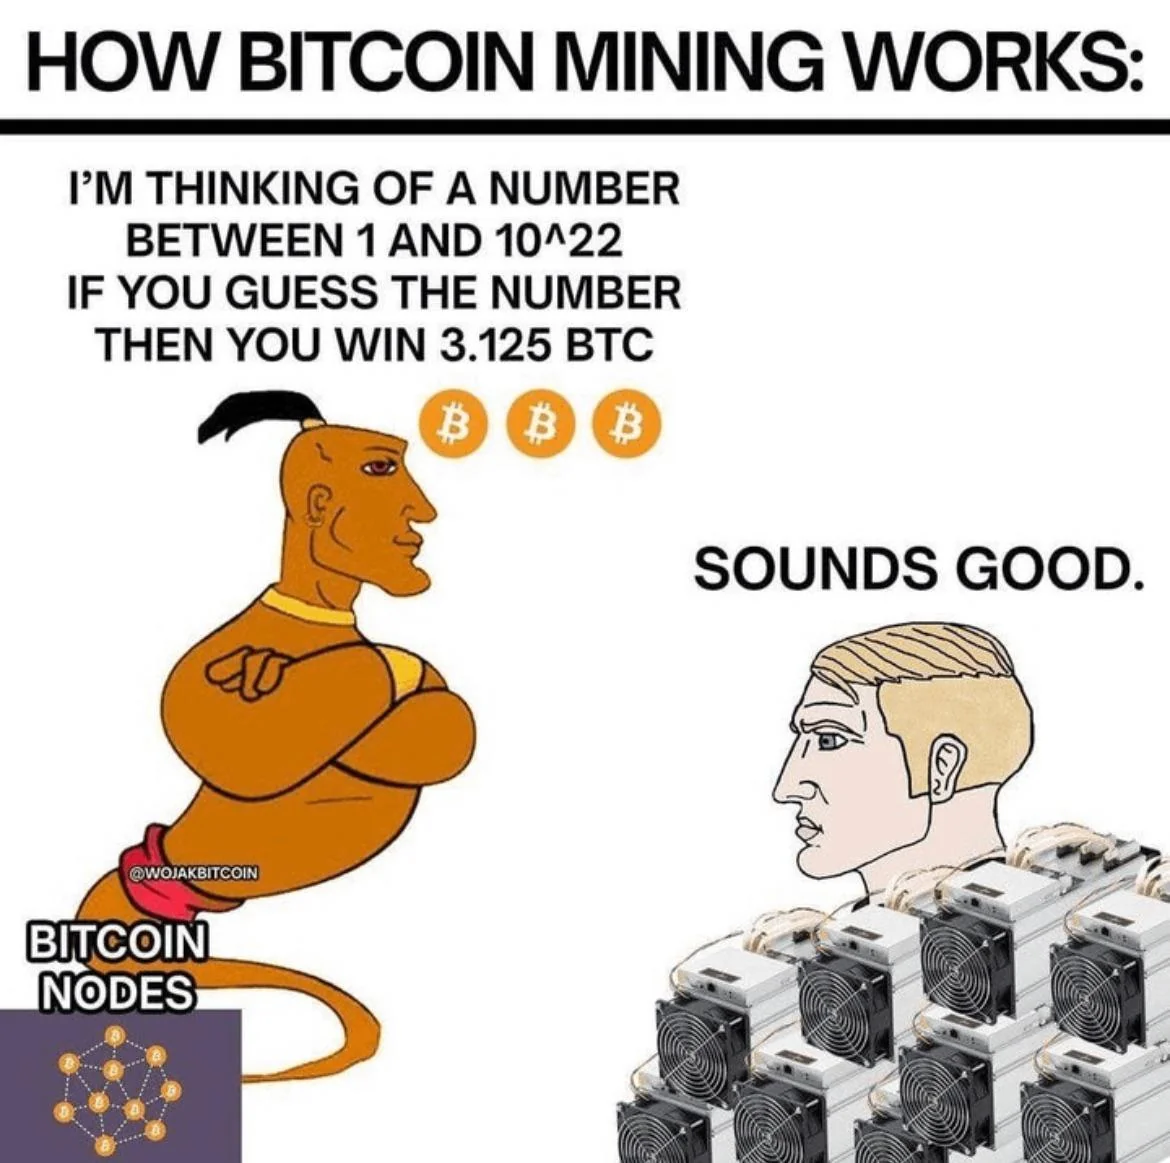 HOW BITCOIN MINING WORKS:
I'M THINKING OF A NUMBER
BETWEEN 1 AND 10^22
IF YOU GUESS THE NUMBER
THEN YOU WIN 3.125 BTC
SOUNDS GOOD.
@WOJAKBITCOIN
BITCOIN
NODES